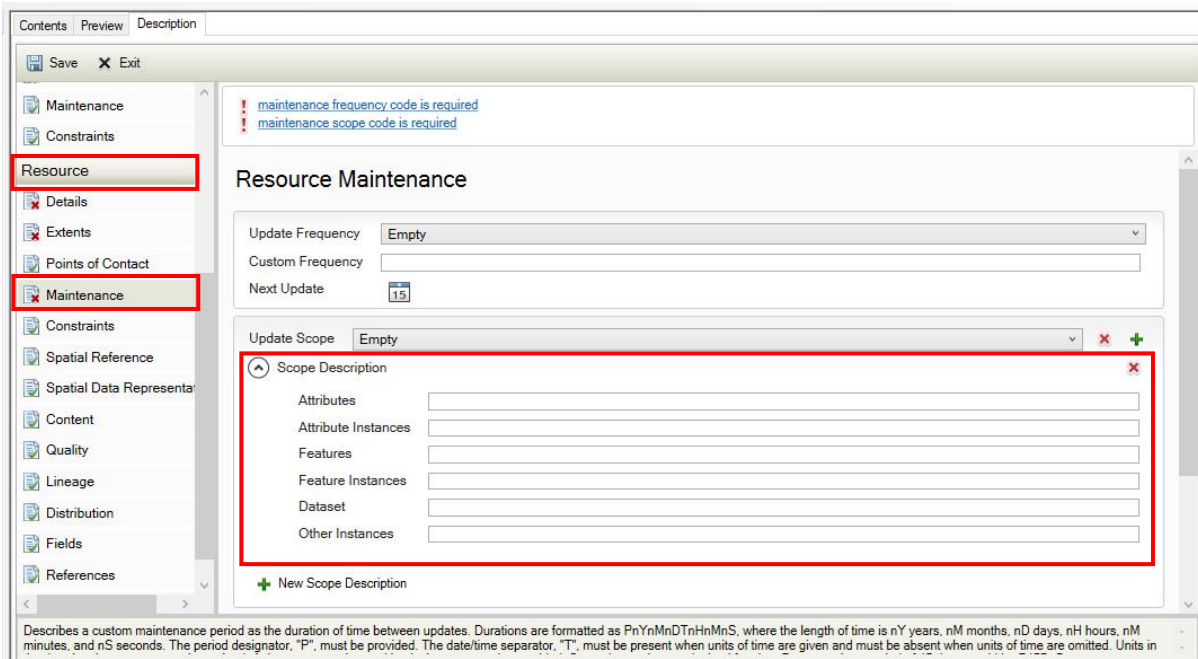 Contents Preview Description
Save Exit
Maintenance
Constraints
Resource
Details
Extents
Points of Contact
Maintenance
Constraints
Spatial Reference
Spatial Data Representat
Content
Quality
Lineage
Distribution
Fields
References
maintenance frequency code is required
maintenance scope code is required
Resource Maintenance
Update Frequency Empty
Custom Frequency
Next Update 15
Update Scope Empty
Scope Description
Attributes
Attribute Instances
Features
Feature Instances
Dataset
Other Instances
New Scope Description
Describes a custom maintenance period as the duration of time between updates. Durations are formatted as PnYnMnDTnHnMnS, where the length of time is nY years, nM months, nD days, nH hours, nM
minutes, and nS seconds. The period designator, "P", must be provided. The date/time separator, "T", must be present when units of time are given and must be absent when units of time are omitted. Units in